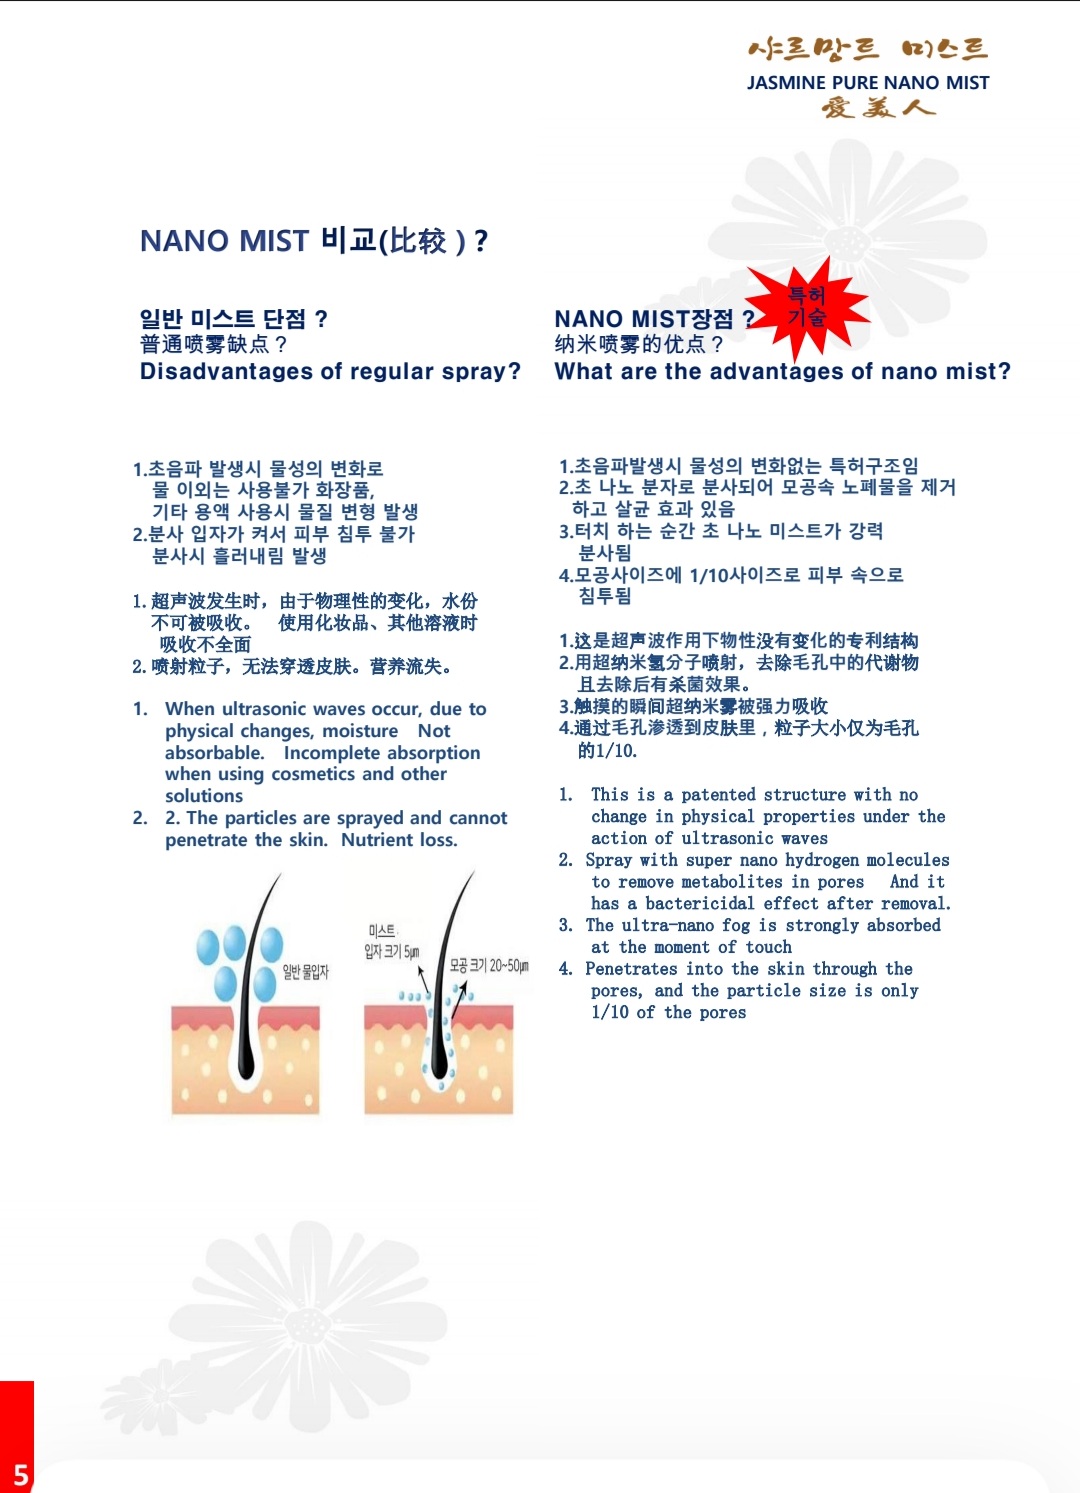 샤르망트 미스트
JASMINE PURE NANO MIST
爱美人
NANO MIST 비교(比较 ) ?
일반 미스트 단점 ?
普通喷雾缺点？
Disadvantages of regular spray?
특허
기술
NANO MIST장점 ?
纳米喷雾的优点？
What are the advantages of nano mist?
1.초음파 발생시 물성의 변화로
물 이외는 사용불가 화장품,
기타 용액 사용시 물질 변형 발생
2.분사 입자가 켜서 피부 침투 불가
분사시 흘러내림 발생
1. 超声波发生时，由于物理性的变化，水份
不可被吸收。 使用化妆品、其他溶液时
吸收不全面
2. 喷射粒子，无法穿透皮肤。营养流失。
1. When ultrasonic waves occur, due to
physical changes, moisture Not
absorbable. Incomplete absorption
when using cosmetics and other
solutions
2. 2. The particles are sprayed and cannot
penetrate the skin. Nutrient loss.
일반 물입자
미스트
입자 크기 5㎛
모공 크기 20~50㎛
1.초음파발생시 물성의 변화없는 특허구조임
2.초 나노 분자로 분사되어 모공속 노폐물을 제거
하고 살균 효과 있음
3.터치 하는 순간 초 나노 미스트가 강력
분사됨
4.모공사이즈에 1/10사이즈로 피부 속으로
침투됨
1.这是超声波作用下物性没有变化的专利结构
2.用超纳米氢分子喷射，去除毛孔中的代谢物
且去除后有杀菌效果。
3.触摸的瞬间超纳米雾被强力吸收
4.通过毛孔渗透到皮肤里，粒子大小仅为毛孔
的1/10.
1. This is a patented structure with no
change in physical properties under the
action of ultrasonic waves
2. Spray with super nano hydrogen molecules
to remove metabolites in pores And it
has a bactericidal effect after removal.
3. The ultra-nano fog is strongly absorbed
at the moment of touch
4. Penetrates into the skin through the
pores, and the particle size is only
1/10 of the pores
5